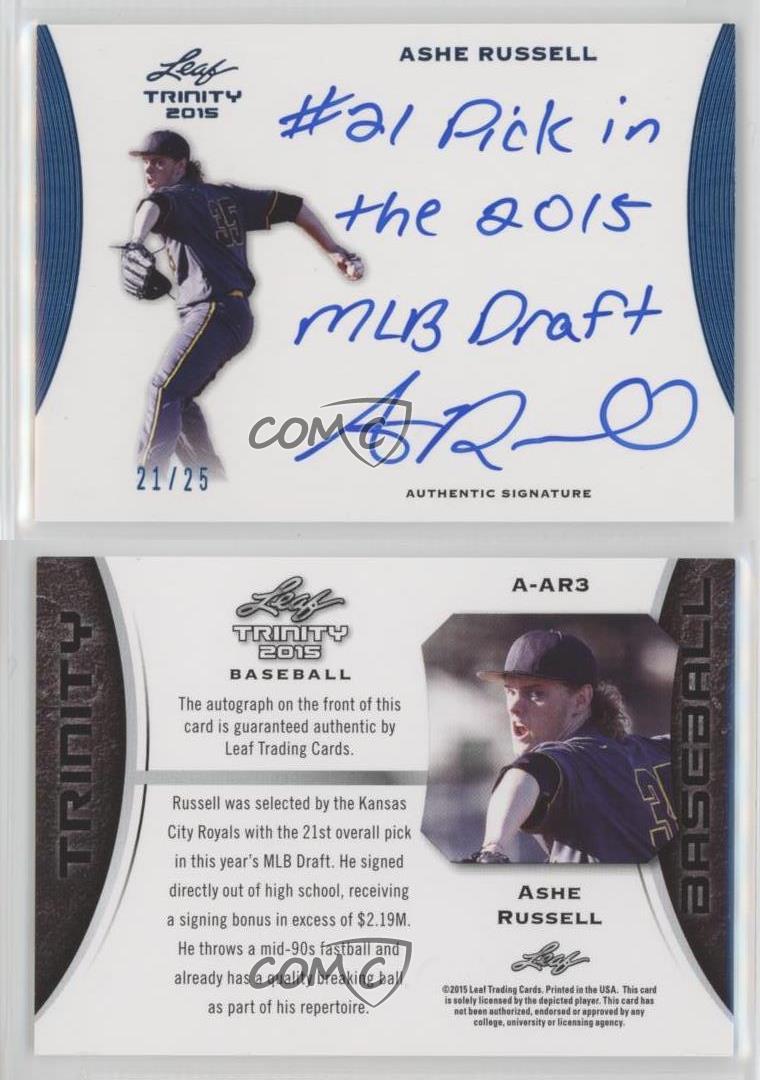 Leaf
TRINITY
2015
ASHE RUSSELL
#21 Pick in
the 2015
MLB Draft
35
COMC
21/25
AUTHENTIC SIGNATURE
TRINITY
Leaf
TRINITY
2015
BASEBALL
The autograph on the front of this
card is guaranteed authentic by
Leaf Trading Cards.
Russell was selected by the Kansas
City Royals with the 21st overall pick
in this year's MLB Draft. He signed
directly out of high school, receiving
a signing bonus in excess of $2.19M.
He throws a mid-90s fastball and
already has a quality breaking ball
as part of his repertoire.
COMC
A-AR3
ASHE
RUSSELL
Leaf
©2015 Leaf Trading Cards. Printed in the USA. This card
is solely licensed by the depicted player. This card has
not been authorized, endorsed or approved by any
college, university or licensing agency.
BASEBALL